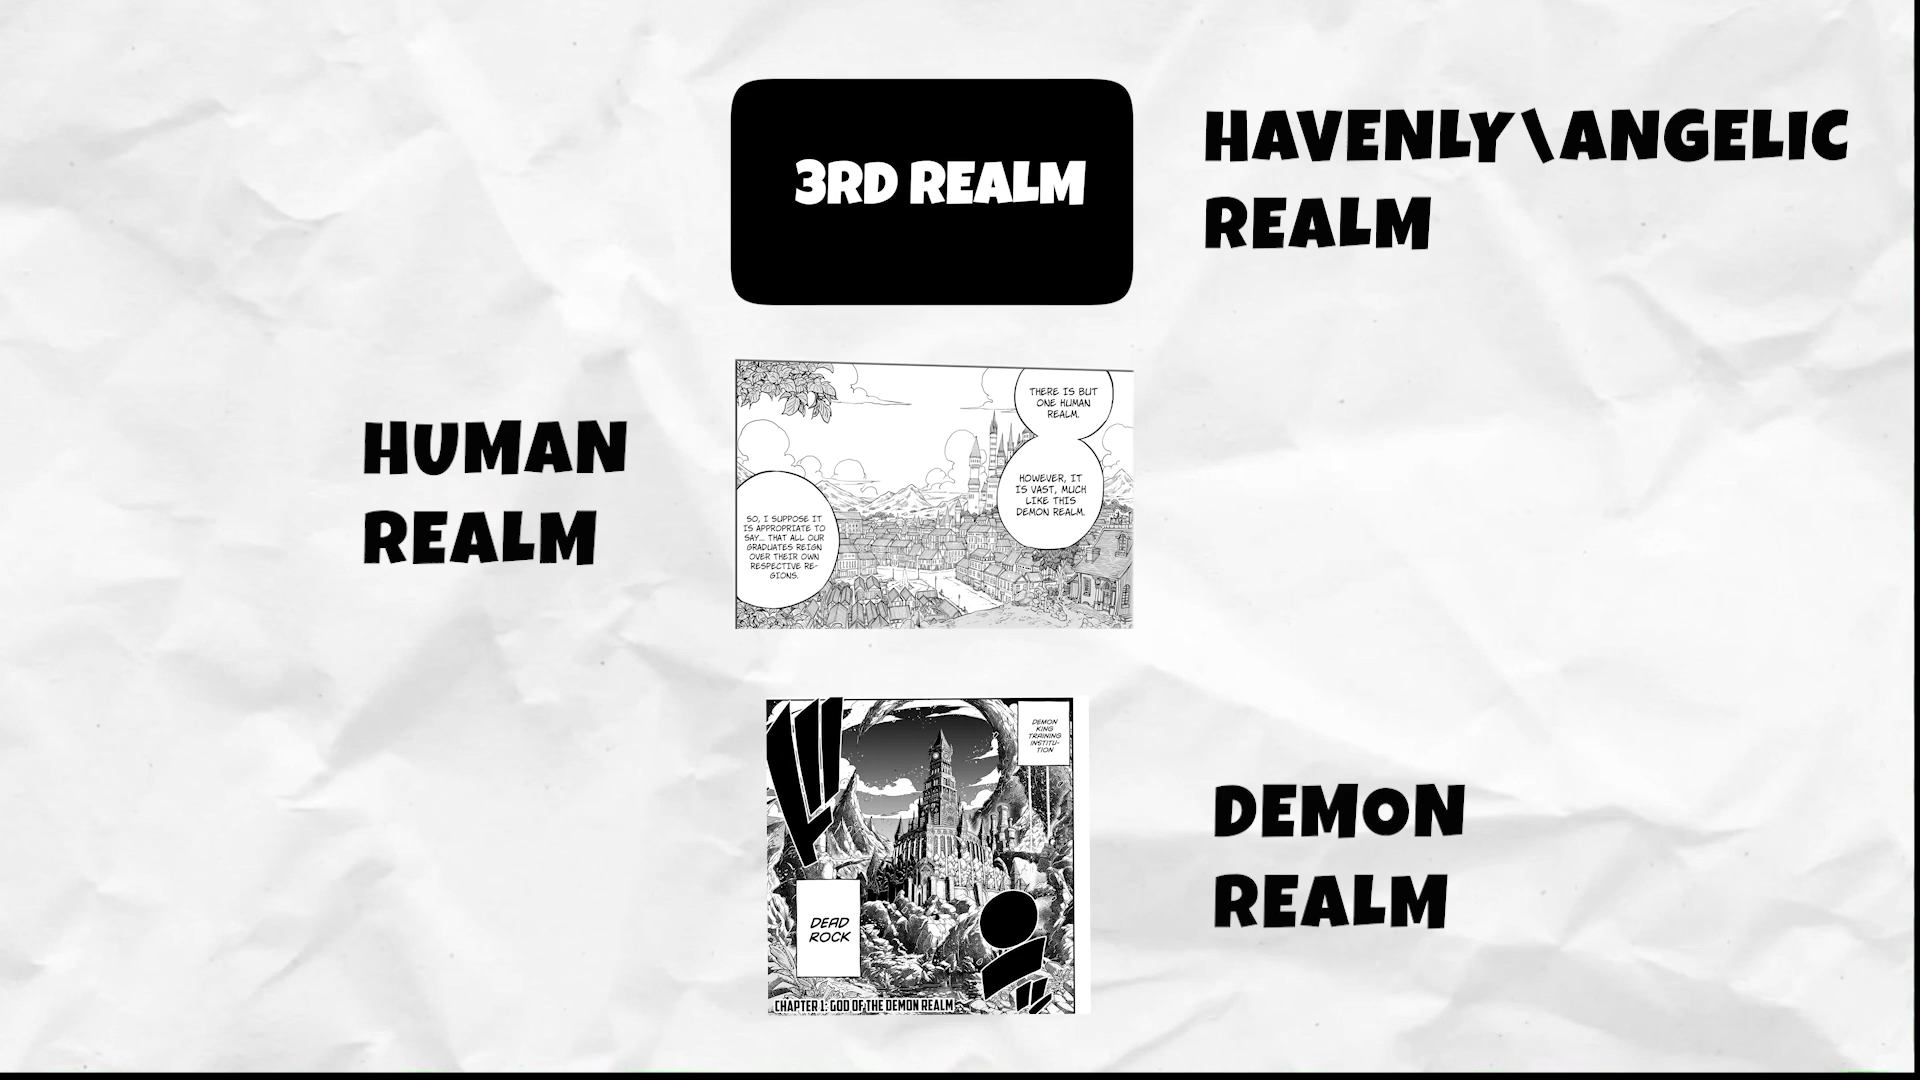 3RD REALM
HAVENLY\ANGELIC
REALM
HUMAN
REALM
THERE IS BUT
ONE HUMAN
REALM.
HOWEVER, IT
IS VAST, MUCH
LIKE THIS
DEMON REALM.
SO, I SUPPOSE IT
IS APPROPRIATE TO
SAY... THAT ALL OUR
GRADUATES REIGN
OVER THEIR OWN
RESPECTIVE RE-
GIONS.
DEMON
KING
TRAINING
INSTITU-
TION
DEAD
ROCK
CHAPTER 1: GOD OF THE DEMON REALM
DEMON
REALM